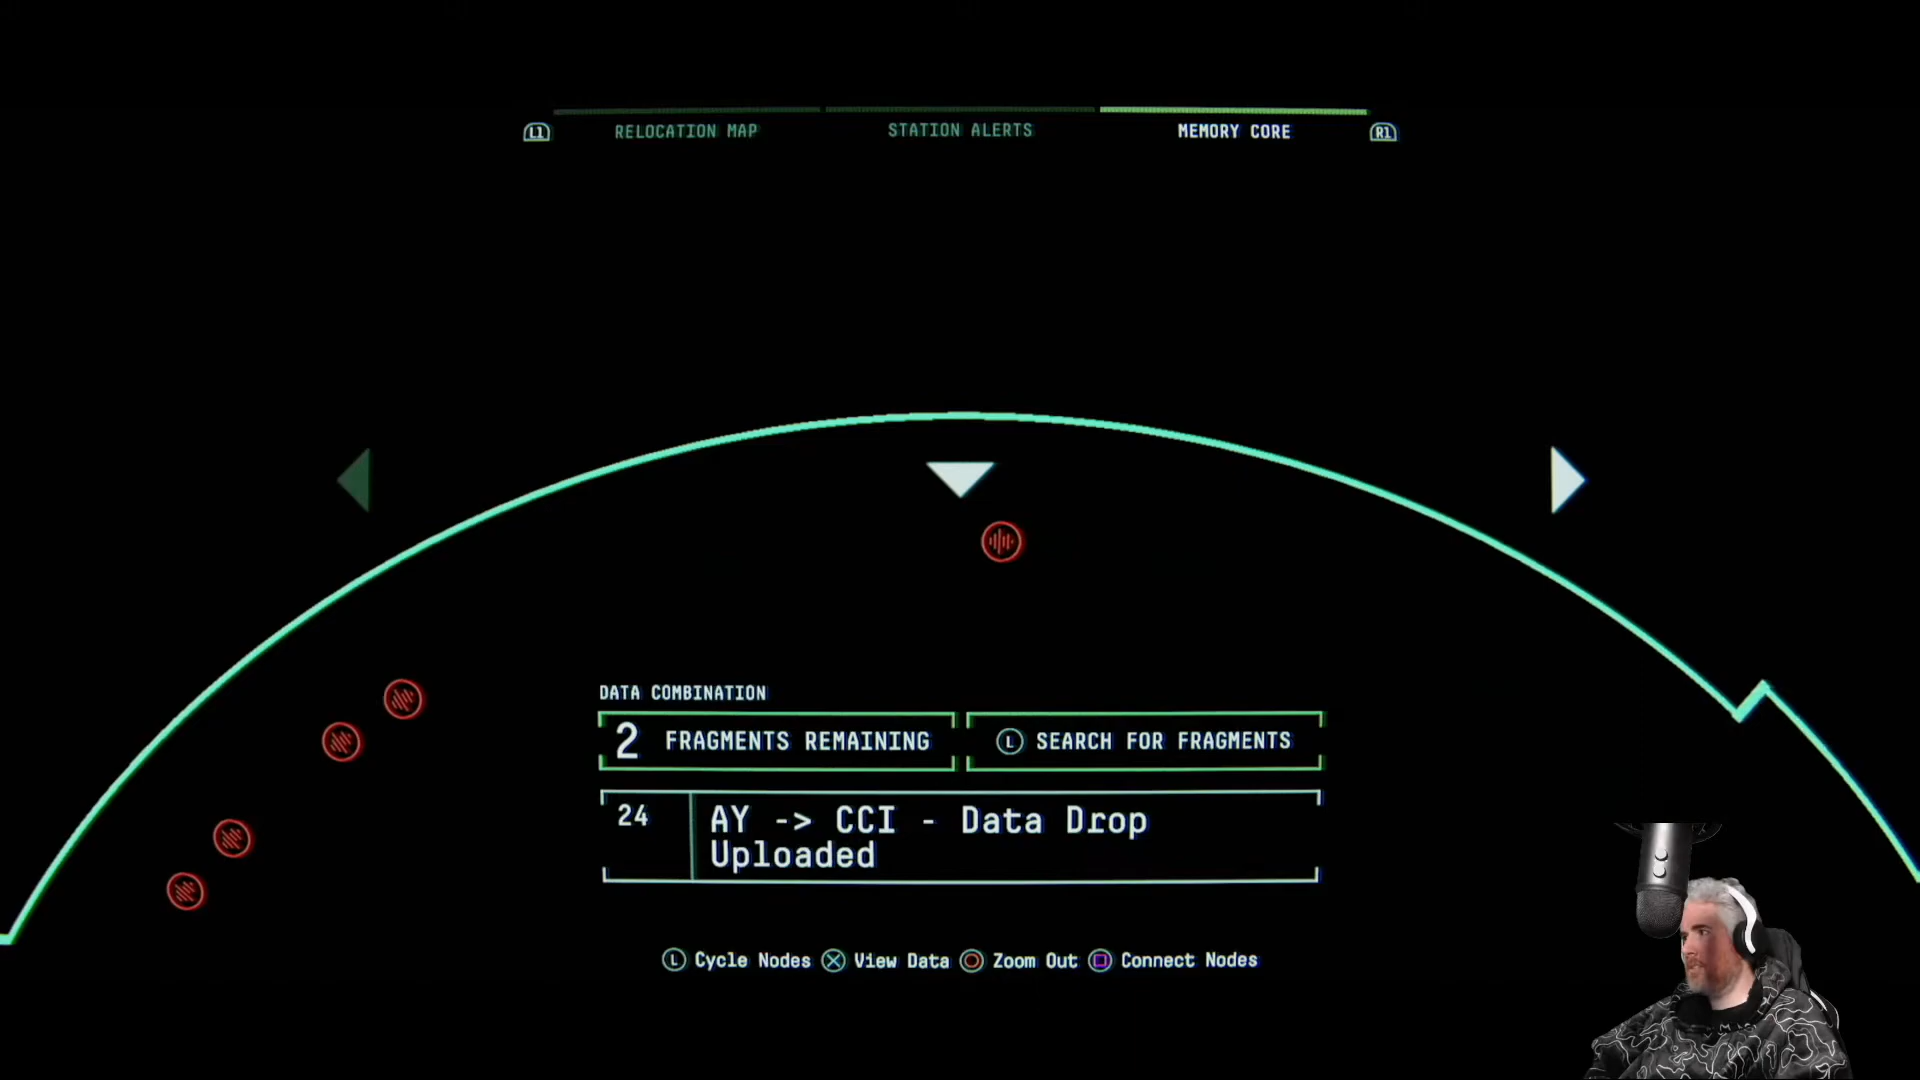 L1 RELOCATION MAP STATION ALERTS MEMORY CORE R1
DATA COMBINATION
2 FRAGMENTS REMAINING L SEARCH FOR FRAGMENTS
24 AY -> CCI - Data Drop
Uploaded
L Cycle Nodes View Data Zoom Out Connect Nodes